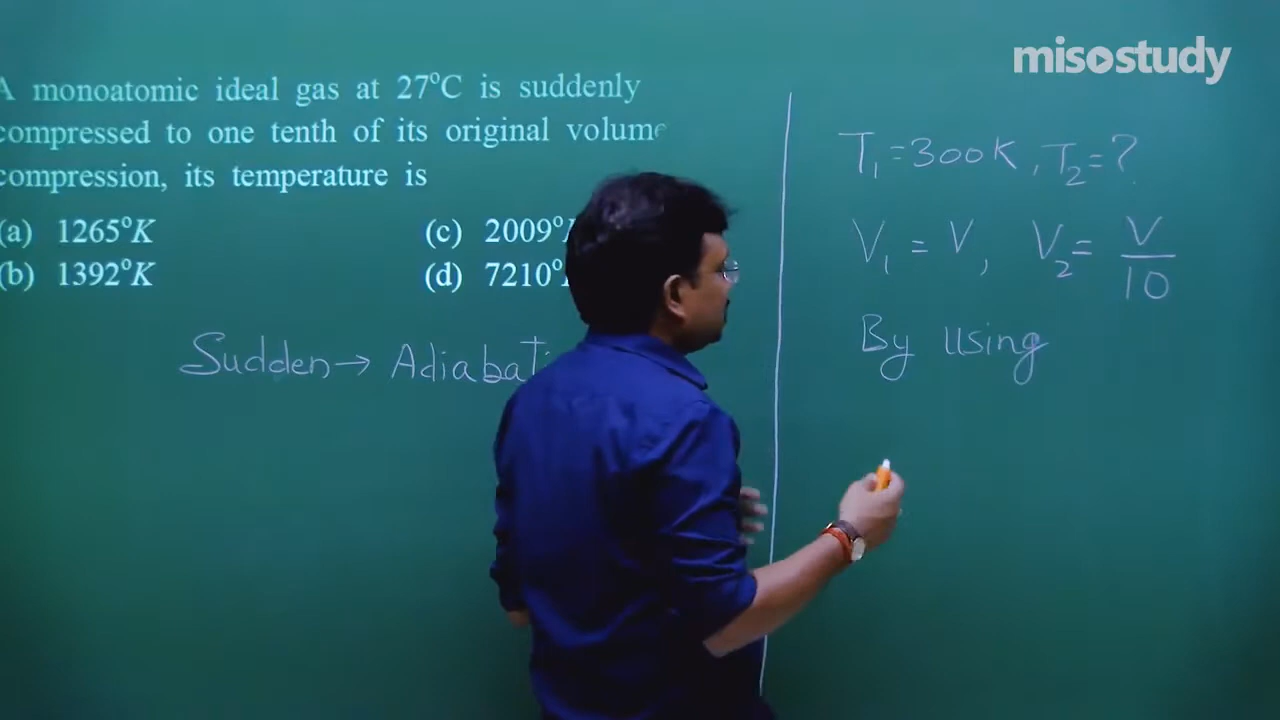 misostudy
A monoatomic ideal gas at 27°C is suddenly
compressed to one tenth of its original volume
compression, its temperature is
(a) 1265°K
(c) 2009°
(b) 1392°K
(d) 7210°
Sudden → Adiabati
T₁=300K, T₂=?
V₁ = V, V₂ = V/10
By Using